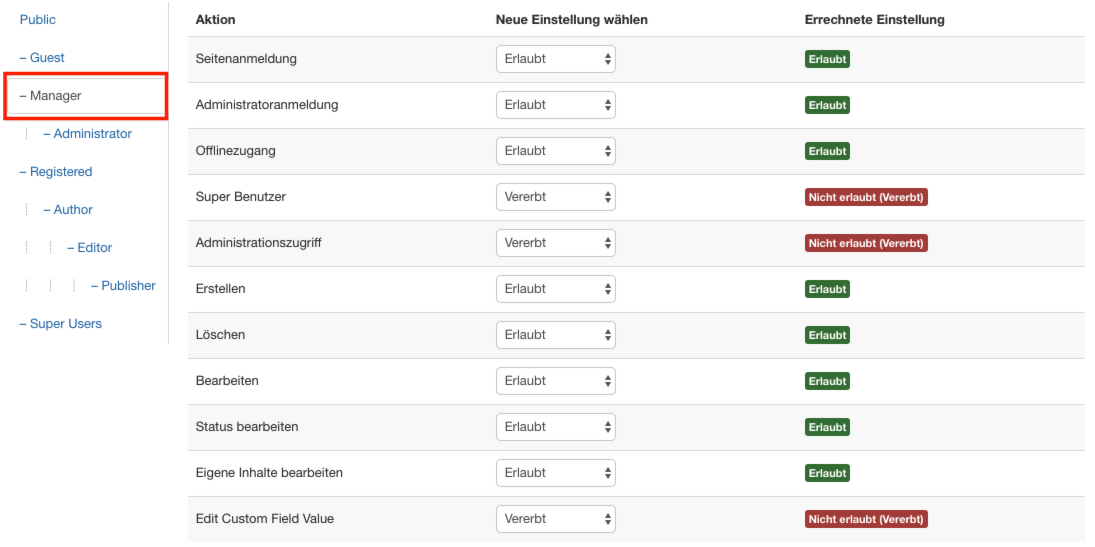 Public
– Guest
– Manager
– Administrator
– Registered
– Author
– Editor
– Publisher
– Super Users
Aktion Neue Einstellung wählen Errechnete Einstellung
Seitenanmeldung Erlaubt Erlaubt
Administratoranmeldung Erlaubt Erlaubt
Offlinezugang Erlaubt Erlaubt
Super Benutzer Vererbt Nicht erlaubt (Vererbt)
Administrationszugriff Vererbt Nicht erlaubt (Vererbt)
Erstellen Erlaubt Erlaubt
Löschen Erlaubt Erlaubt
Bearbeiten Erlaubt Erlaubt
Status bearbeiten Erlaubt Erlaubt
Eigene Inhalte bearbeiten Erlaubt Erlaubt
Edit Custom Field Value Vererbt Nicht erlaubt (Vererbt)